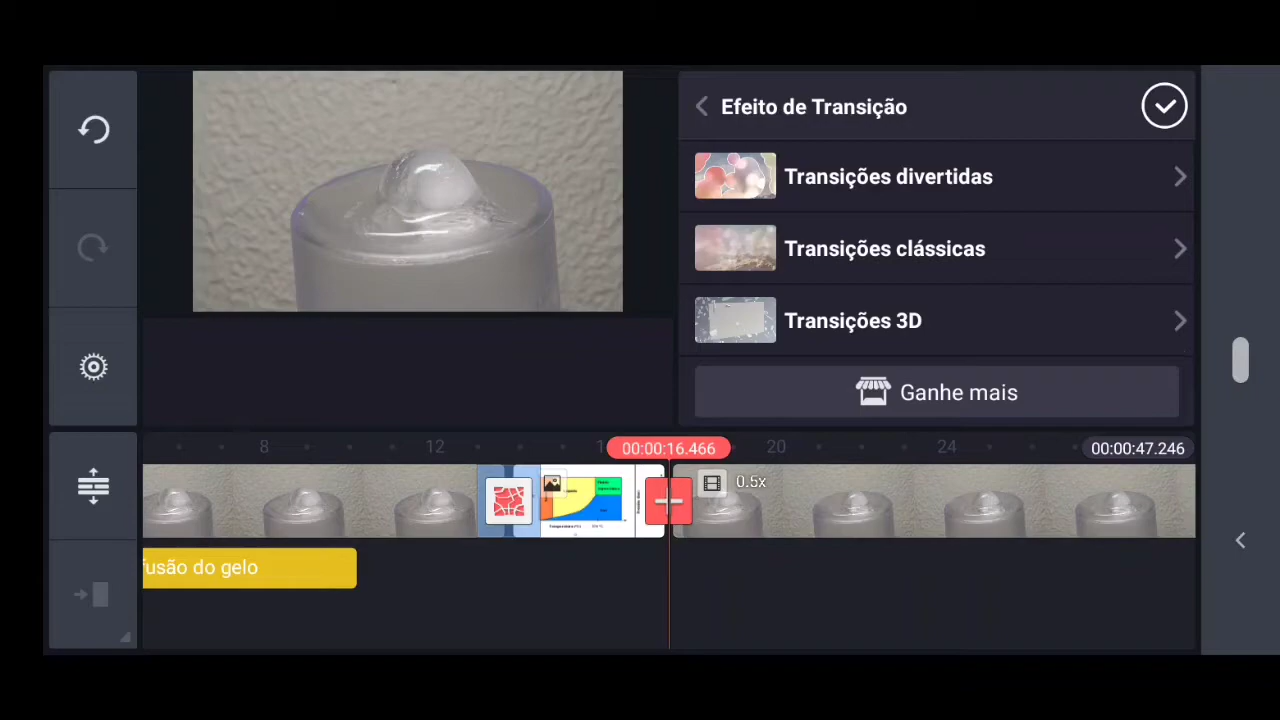 Efeito de Transição
Transições divertidas
Transições clássicas
Transições 3D
Ganhe mais
8
12
00:00:16.466
20
24
00:00:47.246
0.5x
fusão do gelo